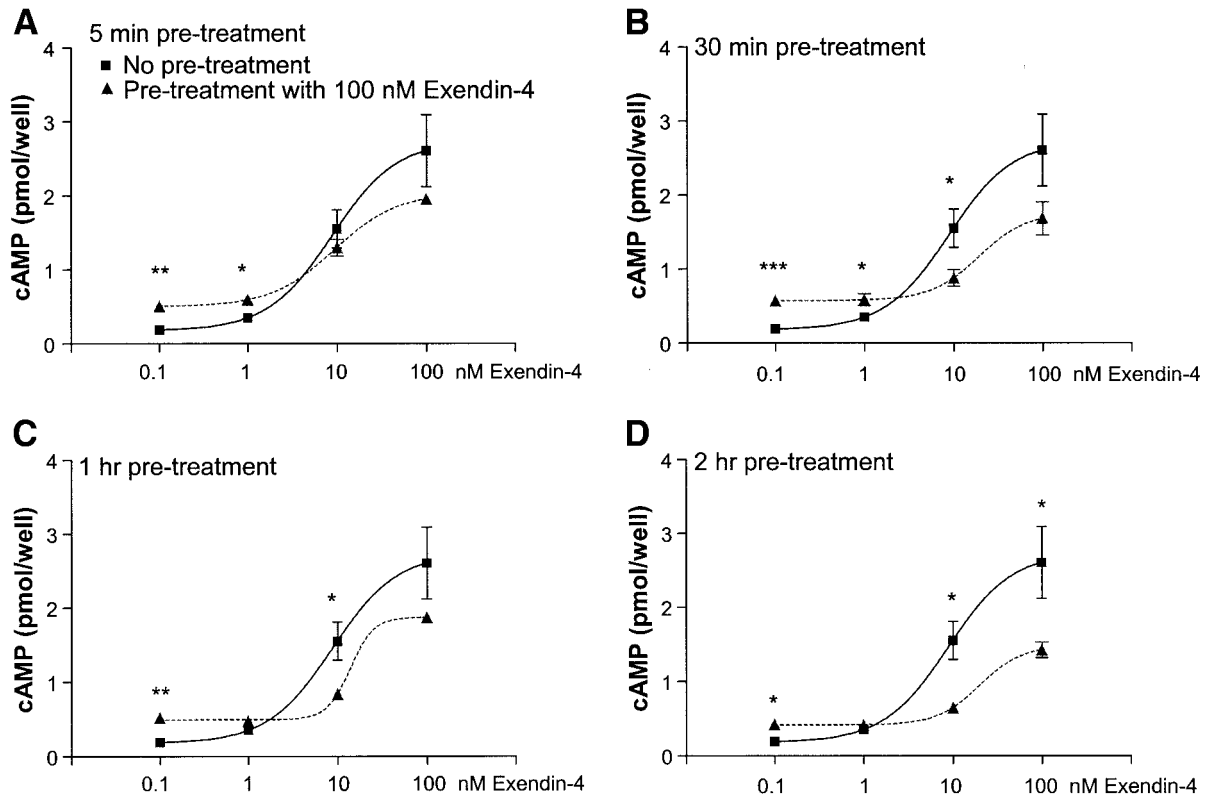 A
5 min pre-treatment
No pre-treatment
Pre-treatment with 100 nM Exendin-4
cAMP (pmol/well)
4
3
2
1
0
** *
0.1 1 10 100 nM Exendin-4
B
30 min pre-treatment
cAMP (pmol/well)
4
3
2
1
0
*
*** *
0.1 1 10 100 nM Exendin-4
C
1 hr pre-treatment
cAMP (pmol/well)
4
3
2
1
0
*
**
0.1 1 10 100 nM Exendin-4
D
2 hr pre-treatment
cAMP (pmol/well)
4
3
2
1
0
*
*
*
0.1 1 10 100 nM Exendin-4